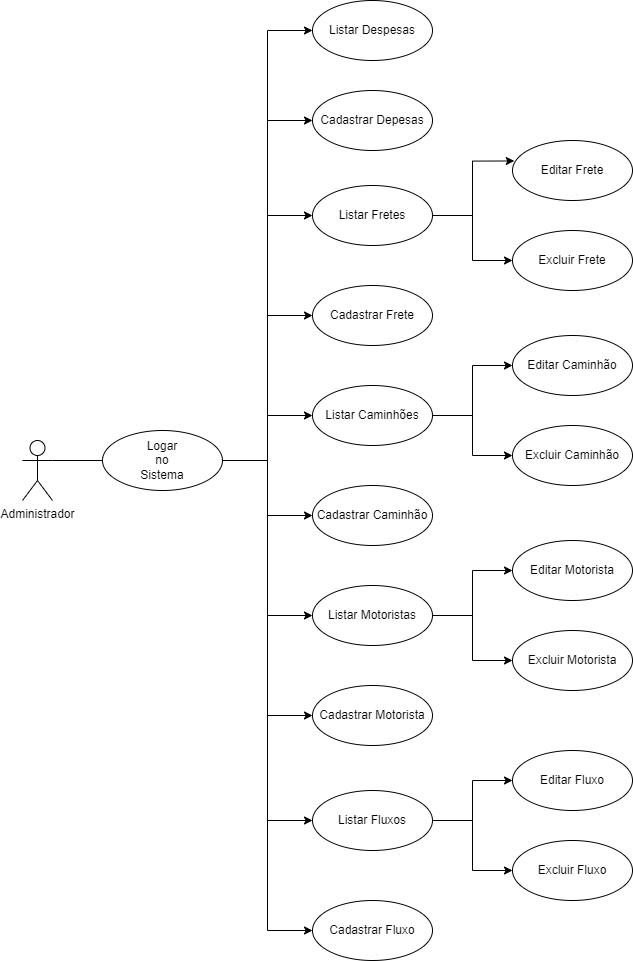 Listar Despesas
Cadastrar Depesas
Editar Frete
Listar Fretes
Excluir Frete
Cadastrar Frete
Editar Caminhão
Listar Caminhões
Excluir Caminhão
Logar
no
Sistema
Administrador
Cadastrar Caminhão
Editar Motorista
Listar Motoristas
Excluir Motorista
Cadastrar Motorista
Editar Fluxo
Listar Fluxos
Excluir Fluxo
Cadastrar Fluxo